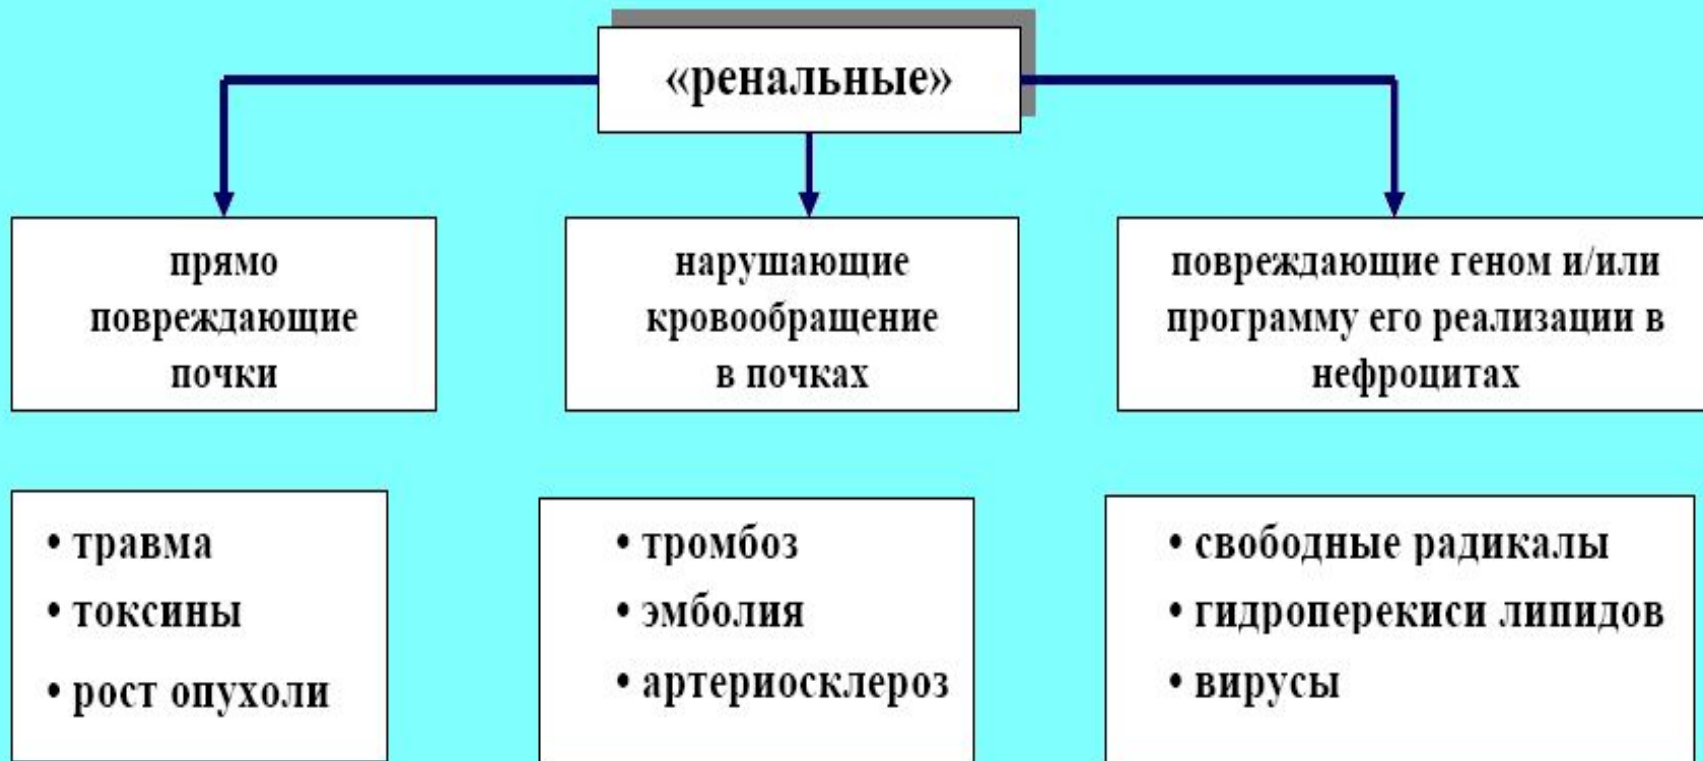 «ренальные»
прямо
повреждающие
почки
нарушающие
кровообращение
в почках
повреждающие геном и/или
программу его реализации в
нефроцитах
• травма
• токсины
• рост опухоли
• тромбоз
• эмболия
• артериосклероз
• свободные радикалы
• гидроперекиси липидов
• вирусы